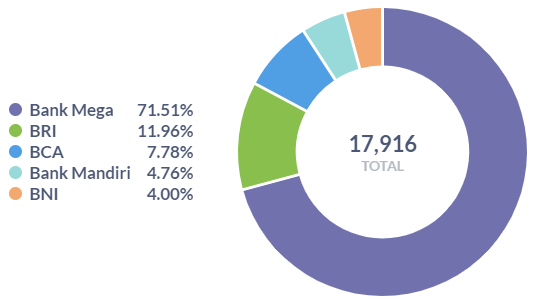 Bank Mega 71.51%
BRI 11.96%
BCA 7.78%
Bank Mandiri 4.76%
BNI 4.00%
17,916
TOTAL